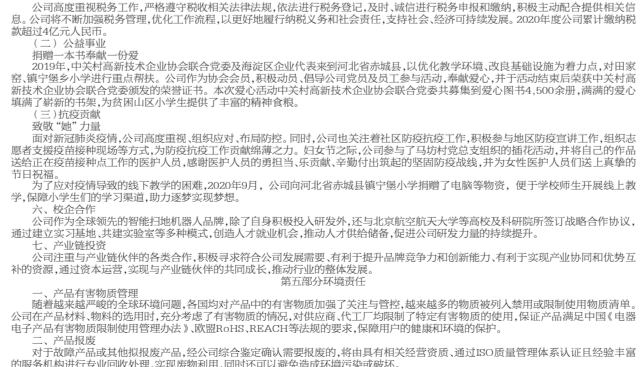 公司高度重视税务工作,严格遵守税收相关法律法规,依法进行税务登记,及时、诚信进行税务申报和缴纳,积极主动配合提供相关信
息。公司将不断加强税务管理,优化工作流程,以更好地履行纳税义务和社会责任,支持社会、经济可持续发展。2020年度公司累计缴纳税
款超过4亿元人民币。
(二)公益事业
捐赠一本书奉献一份爱
2019年,中关村高新技术企业协会联合党委及海淀区企业代表来到河北省赤城县,以优化教学环境、改良基础设施为着力点,对田家
窑、镇宁堡乡小学进行重点帮扶。公司作为协会会员,积极动员、倡导公司党员及员工参与活动,奉献爱心,并于活动结束后荣获中关村高
新技术企业协会联合党委颁发的荣誉证书。本次爱心活动中关村高新技术企业协会联合党委共募集到爱心图书4,500余册,满满的爱心
填满了崭新的书架,为贫困山区小学生提供了丰富的精神食粮。
(三)抗疫贡献
致敬“她”力量
面对新冠肺炎疫情,公司高度重视、组织应对、布局防控。同时,公司也关注着社区防疫抗疫工作,积极参与地区防疫宣讲工作,组织志
愿者支援疫苗接种现场等方式,为防疫抗疫工作贡献绵薄之力。妇女节之际,公司参与了马坊村党总支组织的插花活动,并将自己的作品
送给正在疫苗接种点工作的医护人员,感谢医护人员的勇担当、乐贡献、辛勤付出筑起的坚固防疫战线,并为女性医护人员们送上真挚的
节日祝福。
为了应对疫情导致的线下教学的困难,2020年9月,公司向河北省赤城县镇宁堡小学捐赠了电脑等物资,便于学校师生开展线上教
学,保障小学生们的学习渠道,助力逐梦实现梦想。
六、校企合作
公司作为全球领先的智能扫地机器人品牌,除了自身积极投入研发外,还与北京航空航天大学等高校及科研院所签订战略合作协议,
通过建立实习基地、共建实验室等多种模式,创造人才就业机会,推动人才供给储备,促进公司研发力量的持续提升。
七、产业链投资
公司注重与产业链伙伴的各类合作,积极寻求符合公司发展需要、有利于提升品牌竞争力和创新能力、有利于实现产业协同和优势互
补的资源,通过资本运营,实现与产业链伙伴的共同成长,推动行业的整体发展。
第五部分环境责任
一、产品有害物质管理
随着越来越严峻的全球环境问题,各国均对产品中的有害物质加强了关注与管控,越来越多的物质被列入禁用或限制使用物质清单。
公司在产品材料、物料的选用时,充分考虑了有害物质的情况,对供应商、代工厂均限制了特定有害物质的使用,保证产品满足中国《电器
电子产品有害物质限制使用管理办法》、欧盟RoHS、REACH等法规的要求,保障用户的健康和环境的保护。
二、产品报废
对于故障产品或其他拟报废产品,经公司综合鉴定确认需要报废的,将由具有相关经营资质、通过ISO质量管理体系认证且经验丰富
的服务机构进行专业回收处理,实现废物利用,同时还可以避免造成环境污染或破坏。